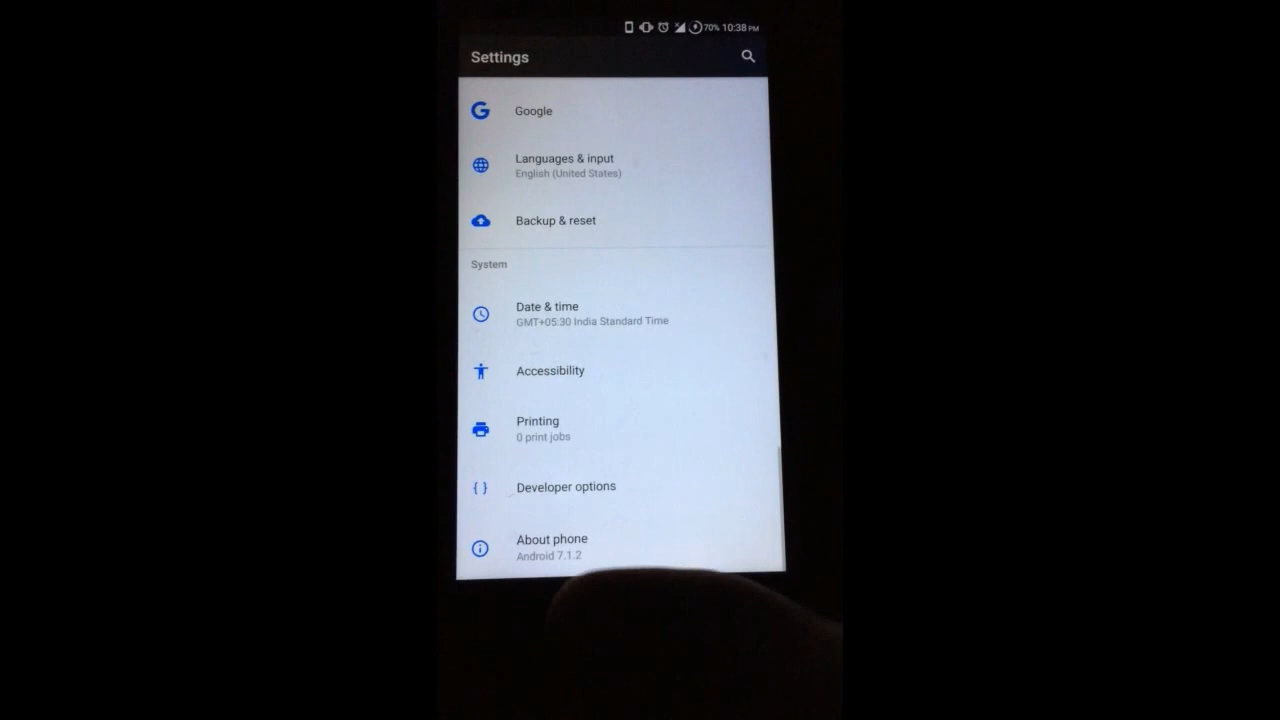 70% 10:38 PM
Settings
Google
Languages & input
English (United States)
Backup & reset
System
Date & time
GMT+05:30 India Standard Time
Accessibility
Printing
0 print jobs
Developer options
About phone
Android 7.1.2